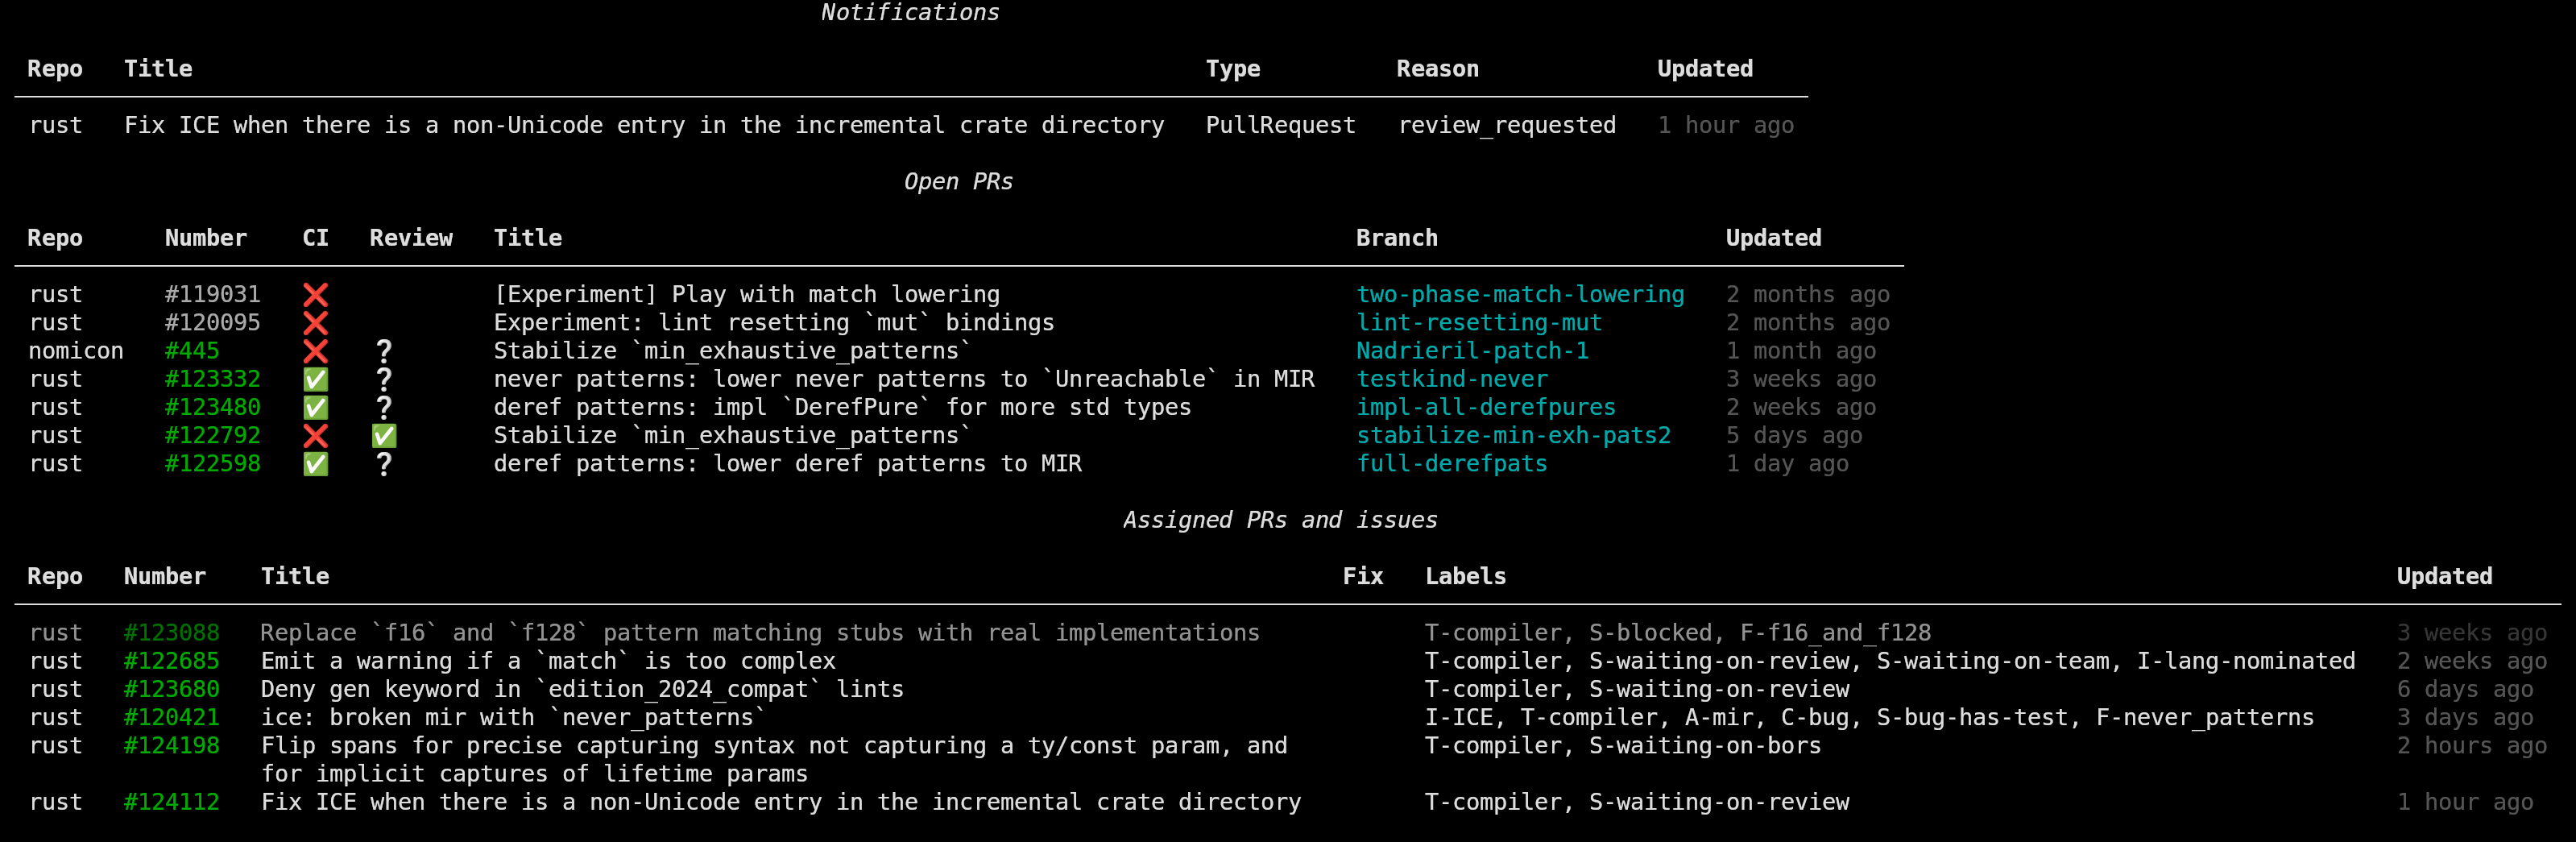 Notifications
Repo Title Type Reason Updated
rust Fix ICE when there is a non-Unicode entry in the incremental crate directory PullRequest review_requested 1 hour ago
Open PRs
Repo Number CI Review Title Branch Updated
rust #119031 ❌ [Experiment] Play with match lowering two-phase-match-lowering 2 months ago
rust #120095 ❌ Experiment: lint resetting `mut` bindings lint-resetting-mut 2 months ago
nomicon #445 ❌ ❔ Stabilize `min_exhaustive_patterns` Nadrieril-patch-1 1 month ago
rust #123332 ✅ ❔ never patterns: lower never patterns to `Unreachable` in MIR testkind-never 3 weeks ago
rust #123480 ✅ ❔ deref patterns: impl `DerefPure` for more std types impl-all-derefpures 2 weeks ago
rust #122792 ❌ ✅ Stabilize `min_exhaustive_patterns` stabilize-min-exh-pats2 5 days ago
rust #122598 ✅ ❔ deref patterns: lower deref patterns to MIR full-derefpats 1 day ago
Assigned PRs and issues
Repo Number Title Fix Labels Updated
rust #123088 Replace `f16` and `f128` pattern matching stubs with real implementations T-compiler, S-blocked, F-f16_and_f128 3 weeks ago
rust #122685 Emit a warning if a `match` is too complex T-compiler, S-waiting-on-review, S-waiting-on-team, I-lang-nominated 2 weeks ago
rust #123680 Deny gen keyword in `edition_2024_compat` lints T-compiler, S-waiting-on-review 6 days ago
rust #120421 ice: broken mir with `never_patterns` I-ICE, T-compiler, A-mir, C-bug, S-bug-has-test, F-never_patterns 3 days ago
rust #124198 Flip spans for precise capturing syntax not capturing a ty/const param, and T-compiler, S-waiting-on-bors 2 hours ago
for implicit captures of lifetime params
rust #124112 Fix ICE when there is a non-Unicode entry in the incremental crate directory T-compiler, S-waiting-on-review 1 hour ago